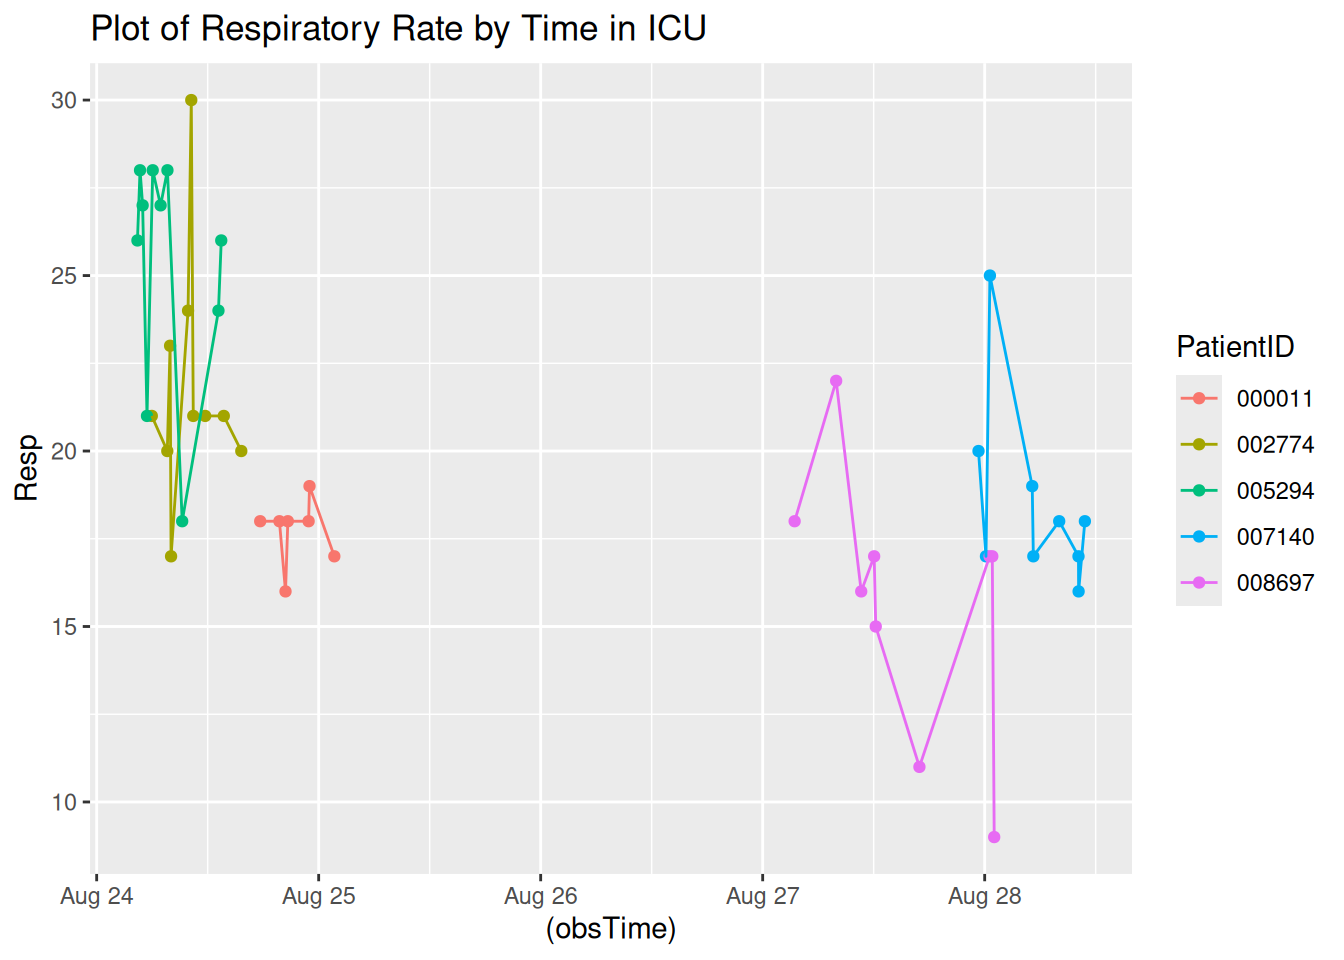 Plot of Respiratory Rate by Time in ICU
30
25
20
15
10
Resp
Aug 24
Aug 25
Aug 26
Aug 27
Aug 28
(obsTime)
PatientID
000011
002774
005294
007140
008697